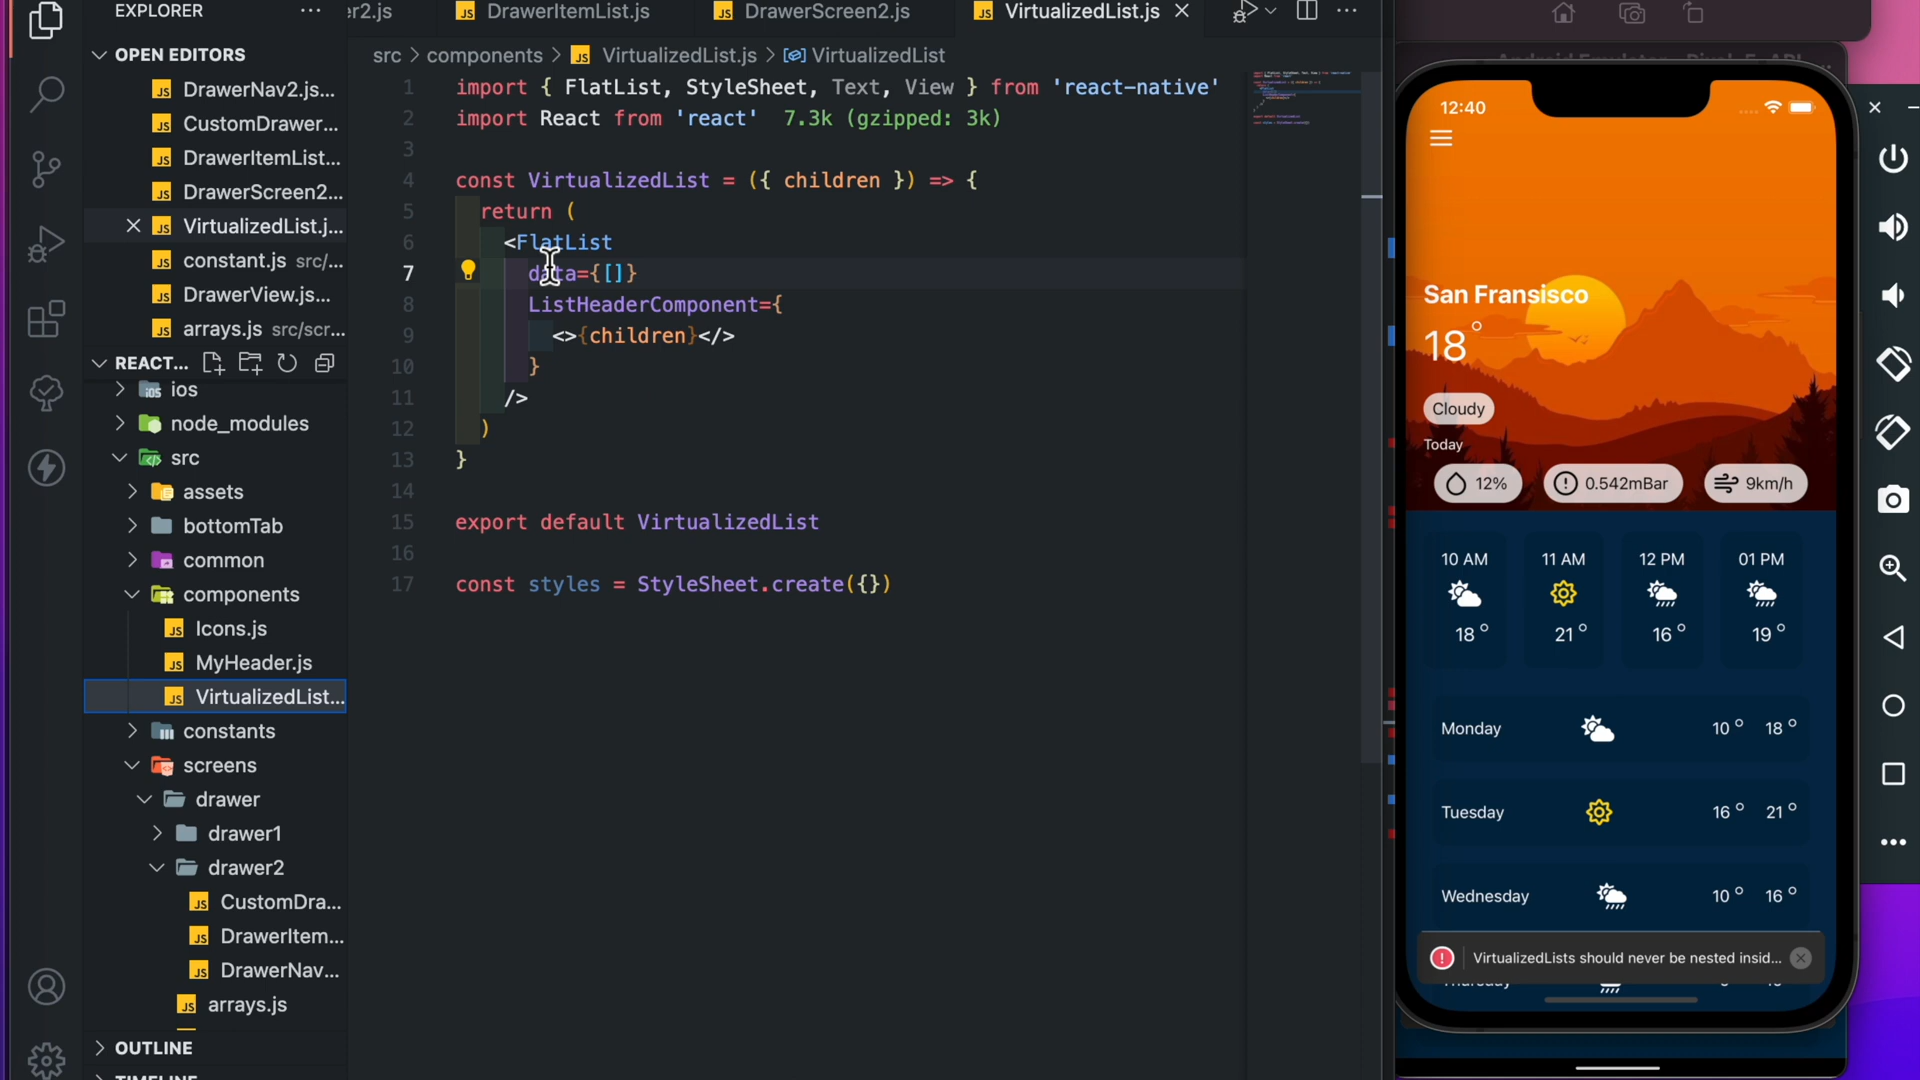 EXPLORER
er2.js
DrawerItemList.js
DrawerScreen2.js
VirtualizedList.js
OPEN EDITORS
DrawerNav2.js...
CustomDrawer...
DrawerItemList...
DrawerScreen2...
VirtualizedList.j...
constant.js src/...
DrawerView.js...
arrays.js src/scr...
REACT...
ios
node_modules
src
assets
bottomTab
common
components
Icons.js
MyHeader.js
VirtualizedList...
constants
screens
drawer
drawer1
drawer2
CustomDra...
DrawerItem...
DrawerNav...
arrays.js
OUTLINE
TIMELINE
src > components > VirtualizedList.js > VirtualizedList
1 import { FlatList, StyleSheet, Text, View } from 'react-native'
2 import React from 'react' 7.3k (gzipped: 3k)
3
4 const VirtualizedList = ({ children }) => {
5 return (
6 <FlatList
7 data={[]}
8 ListHeaderComponent={
9 <>{children}</>
10 }
11 />
12 )
13 }
14
15 export default VirtualizedList
16
17 const styles = StyleSheet.create({})
12:40
San Fransisco
18°
Cloudy
Today
12% 0.542mBar 9km/h
10 AM 11 AM 12 PM 01 PM
18° 21° 16° 19°
Monday 10° 18°
Tuesday 16° 21°
Wednesday 10° 16°
VirtualizedLists should never be nested insid...